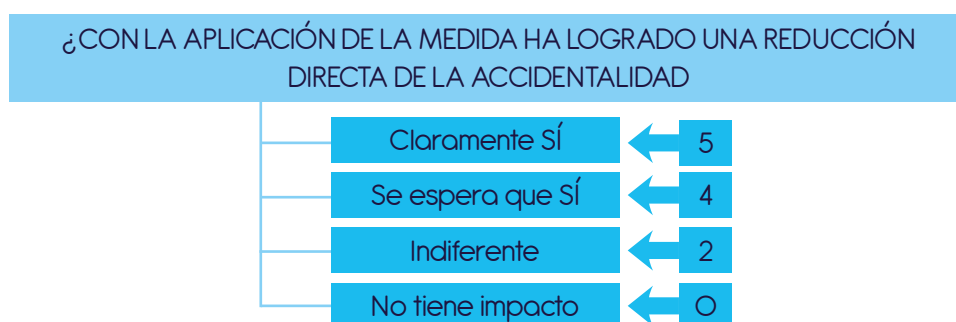 ¿CON LA APLICACIÓN DE LA MEDIDA HA LOGRADO UNA REDUCCIÓN
DIRECTA DE LA ACCIDENTALIDAD
Claramente SÍ 5
Se espera que SÍ 4
Indiferente 2
No tiene impacto 0